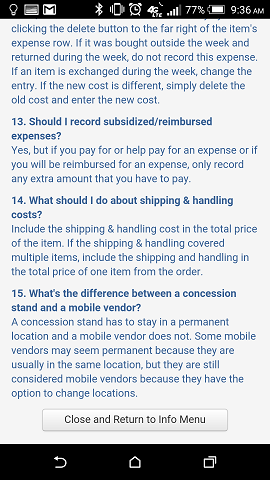 77% 9:36 AM
clicking the delete button to the far right of the item's
expense row. If it was bought outside the week and
returned during the week, do not record this expense.
If an item is exchanged during the week, change the
entry. If the new cost is different, simply delete the
old cost and enter the new cost.
13. Should I record subsidized/reimbursed
expenses?
Yes, but if you pay for or help pay for an expense or if
you will be reimbursed for an expense, only record
any extra amount that you have to pay.
14. What should I do about shipping & handling
costs?
Include the shipping & handling cost in the total price
of the item. If the shipping & handling covered
multiple items, include the shipping and handling in
the total price of one item from the order.
15. What's the difference between a concession
stand and a mobile vendor?
A concession stand has to stay in a permanent
location and a mobile vendor does not. Some mobile
vendors may seem permanent because they are
usually in the same location, but they are still
considered mobile vendors because they have the
option to change locations.
Close and Return to Info Menu